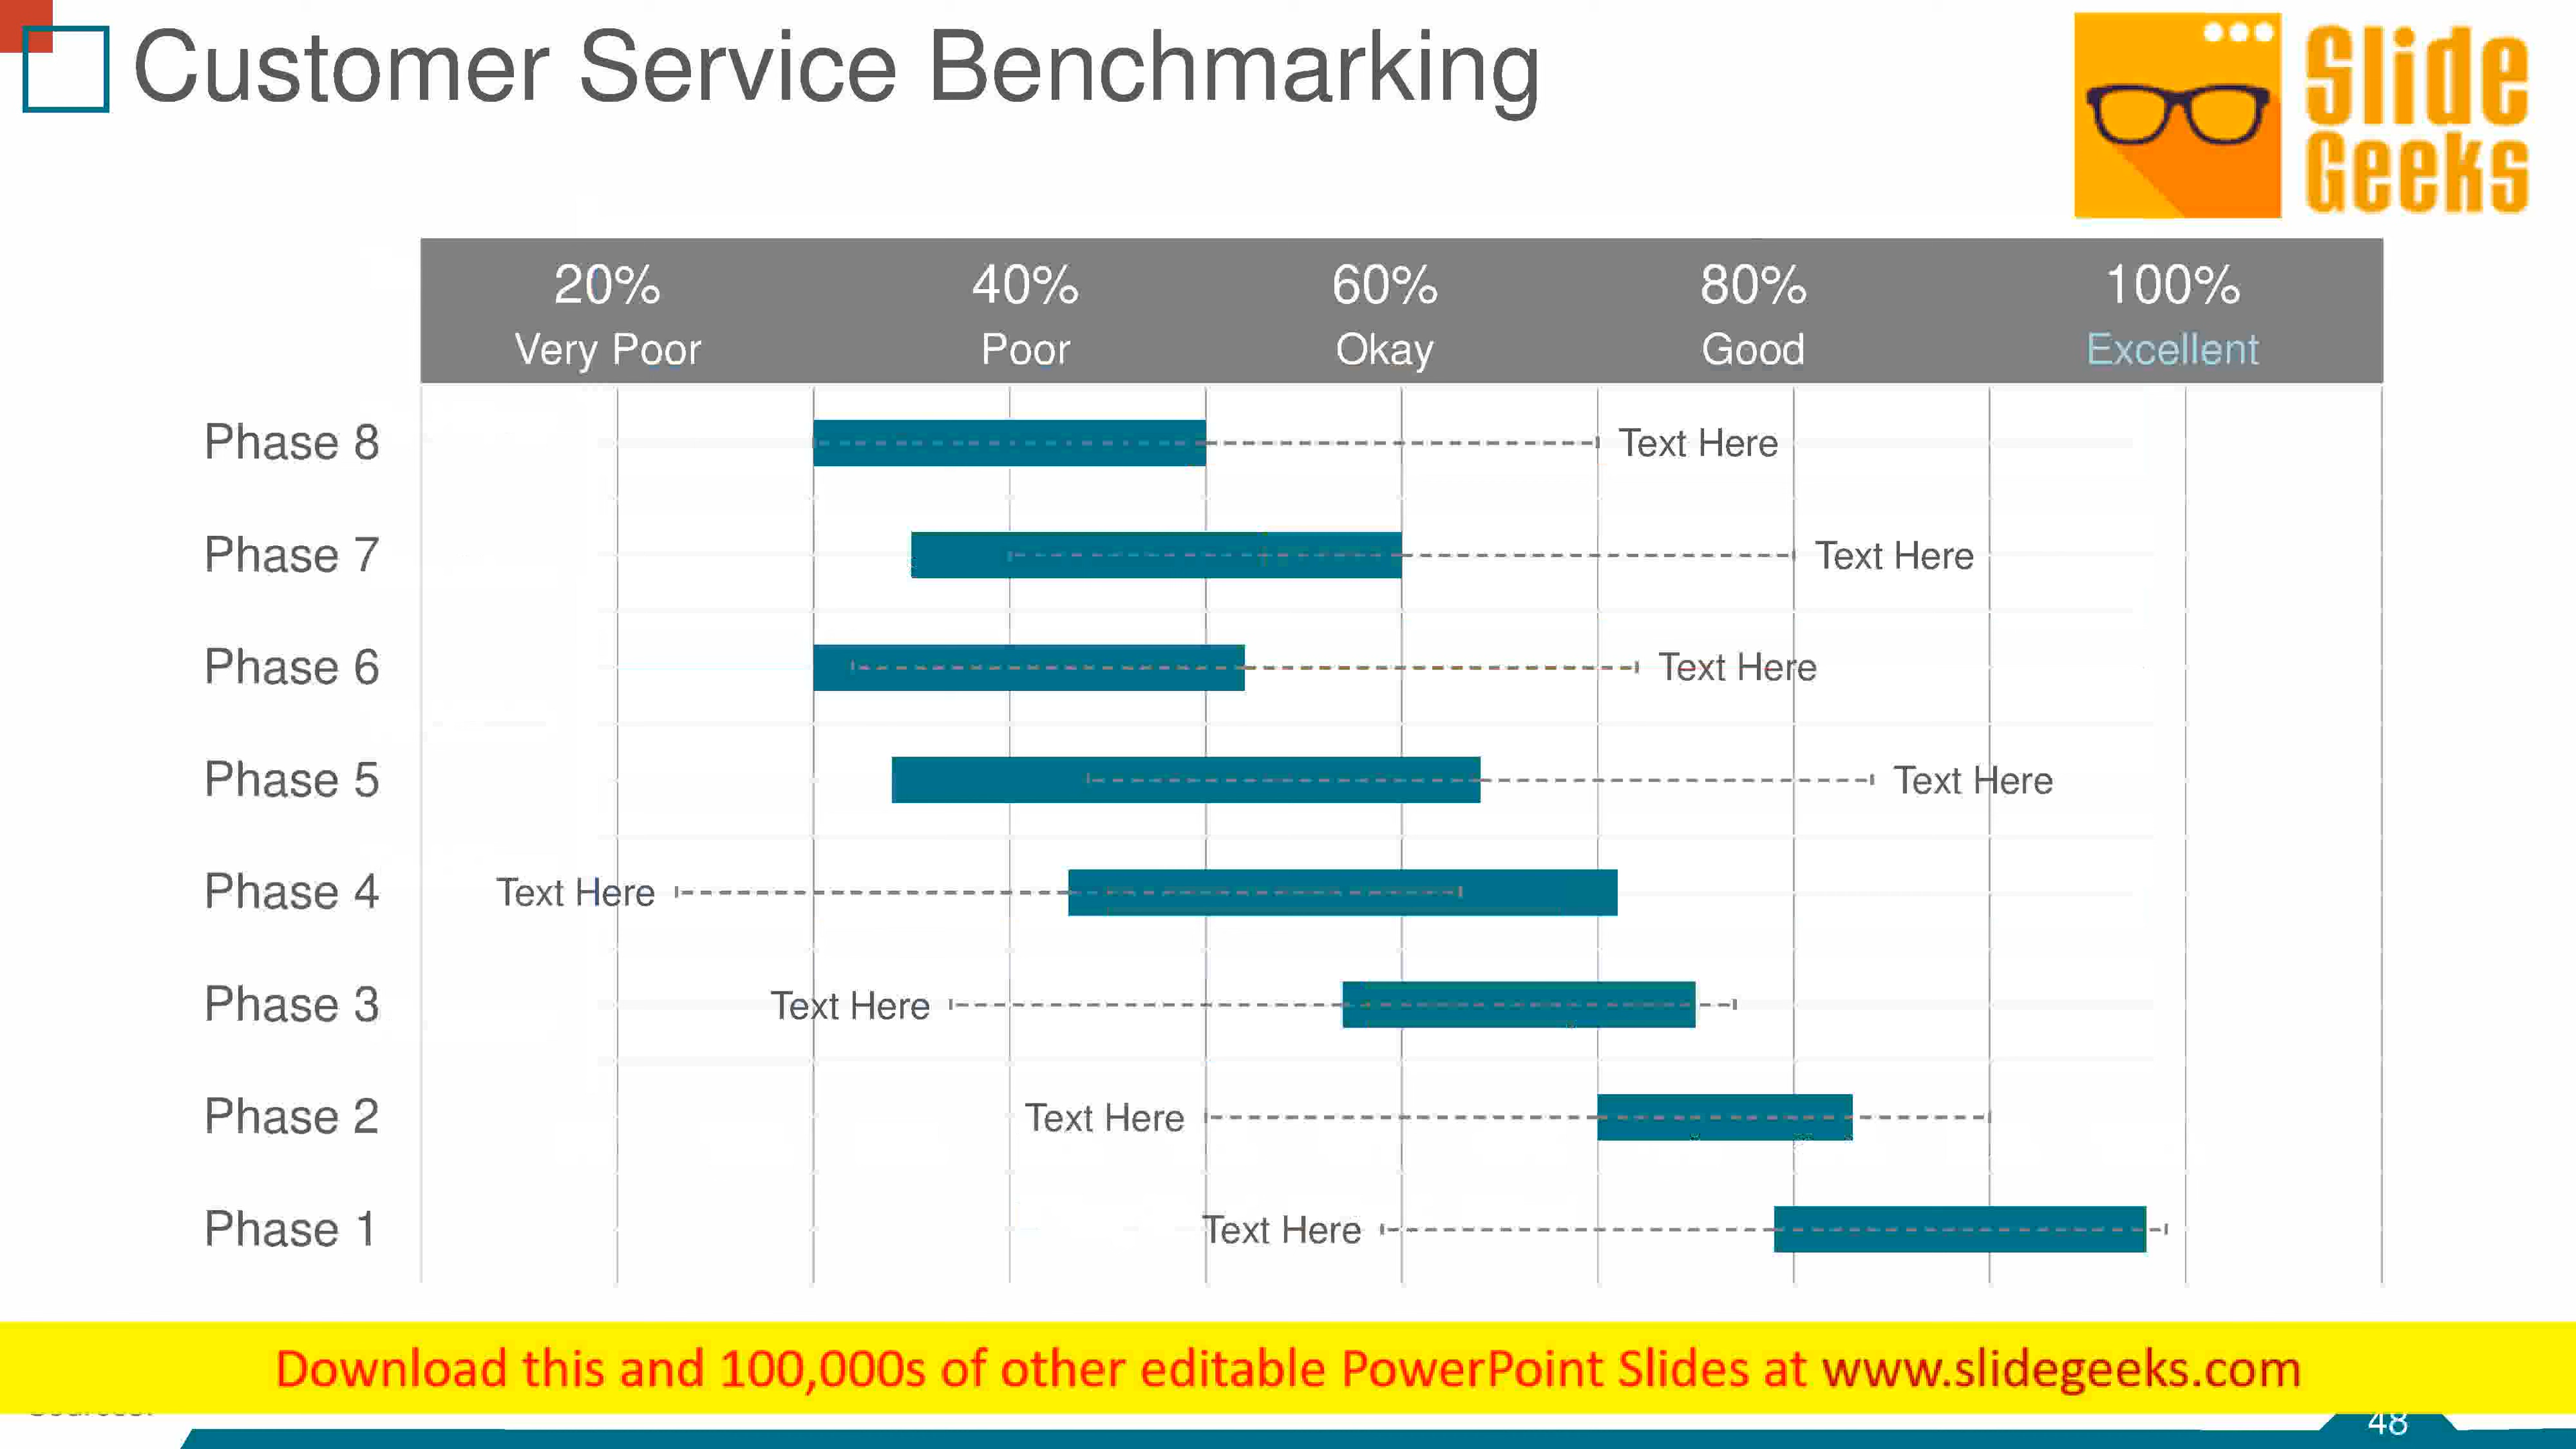 Customer Service Benchmarking
Slide
Geeks
20% 40% 60% 80% 100%
Very Poor Poor Okay Good Excellent
Phase 8 Text Here
Phase 7 Text Here
Phase 6 Text Here
Phase 5 Text Here
Phase 4 Text Here
Phase 3 Text Here
Phase 2 Text Here
Phase 1 Text Here
Download this and 100,000s of other editable PowerPoint Slides at www.slidegeeks.com
48